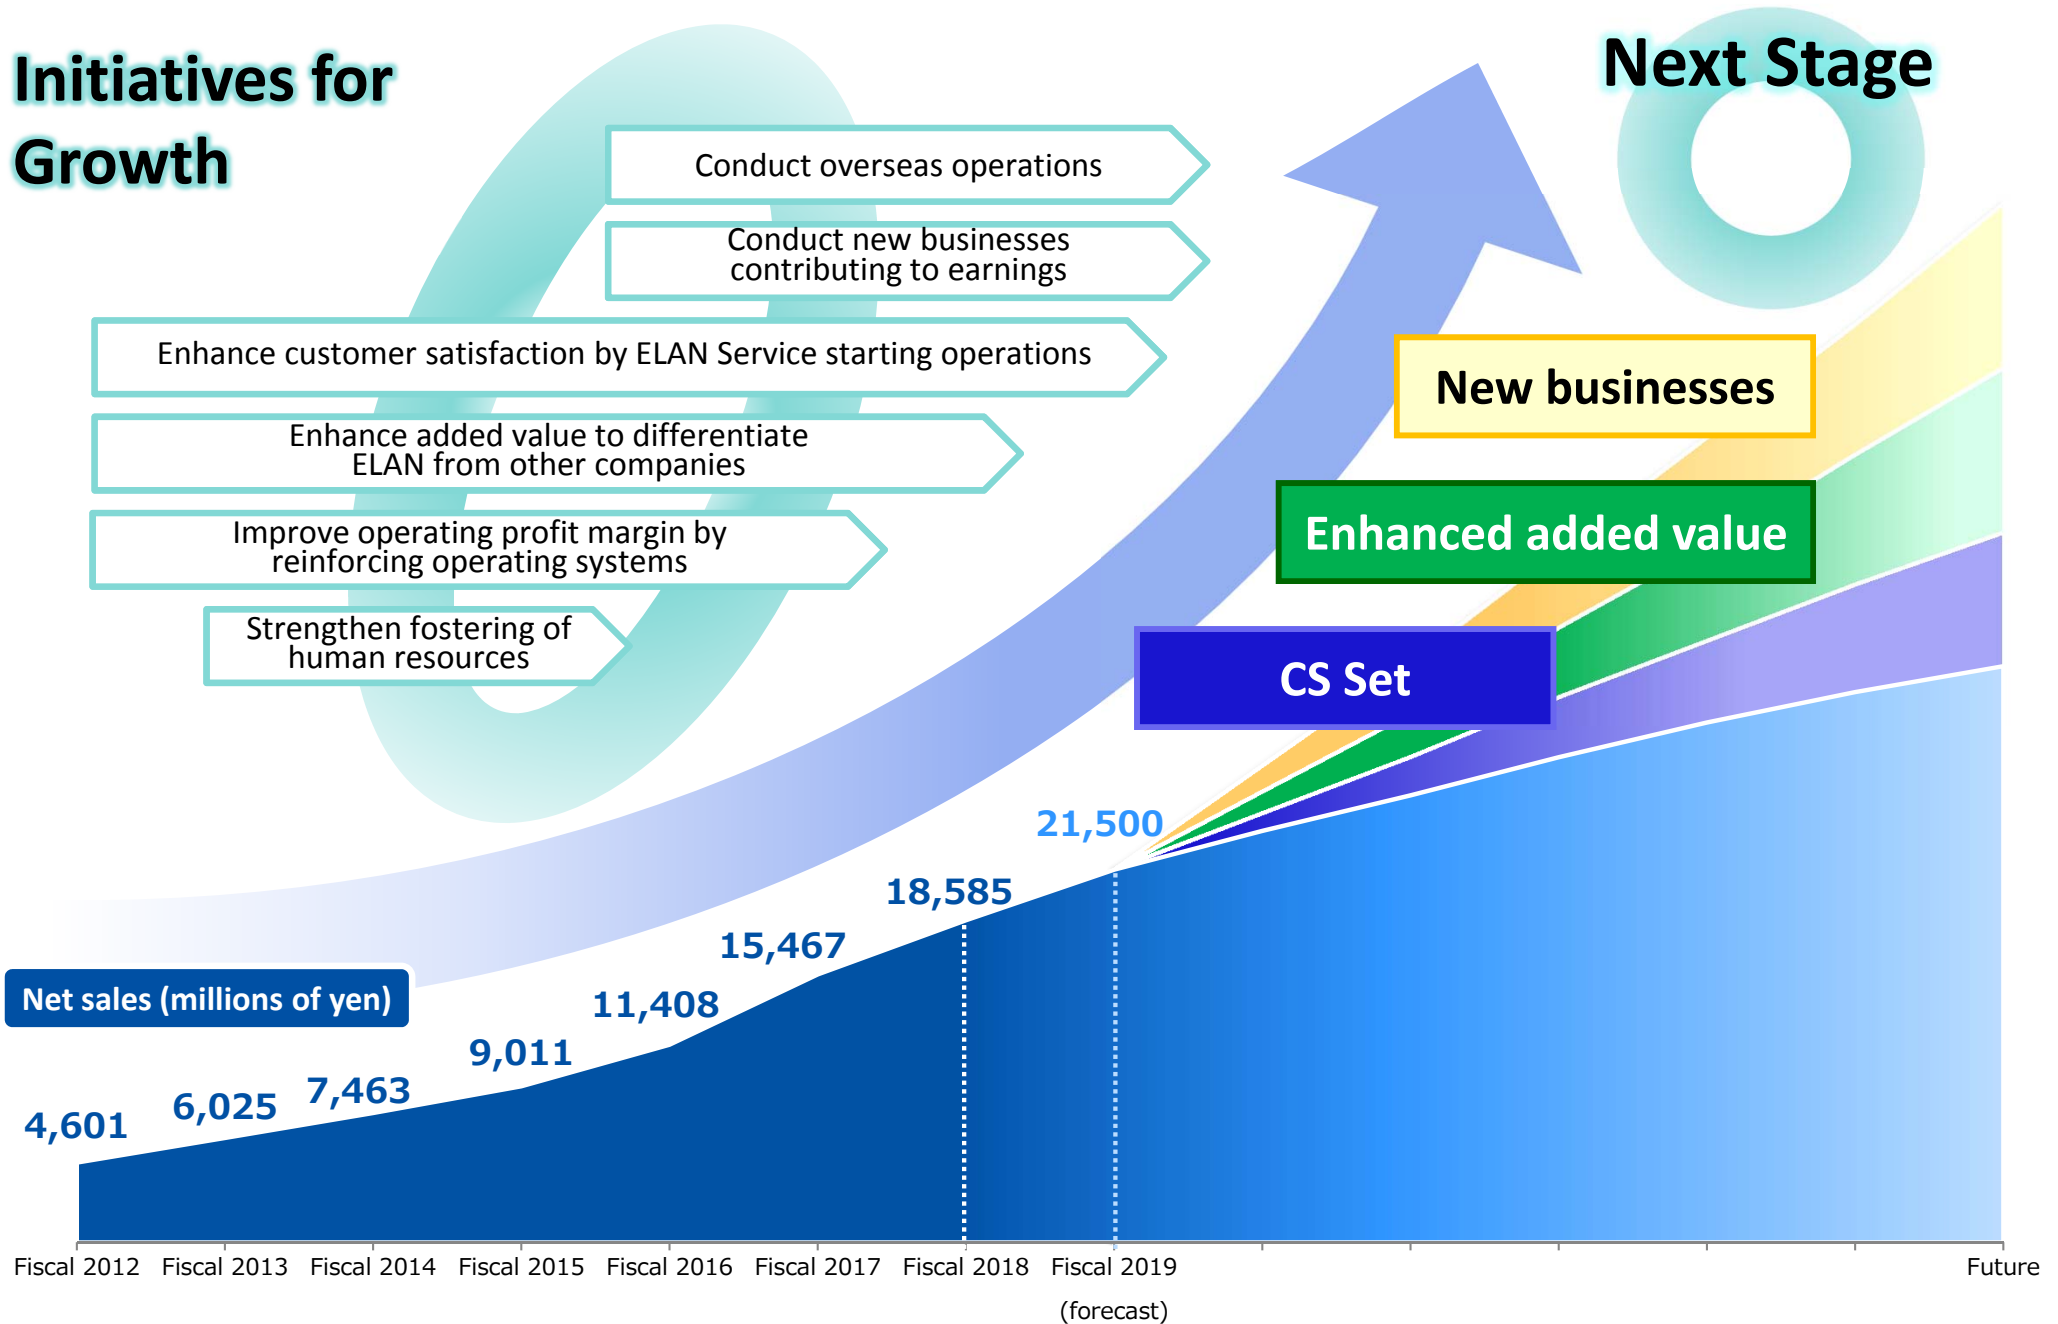 Initiatives for
Growth
Next Stage
Conduct overseas operations
Conduct new businesses
contributing to earnings
Enhance customer satisfaction by ELAN Service starting operations
Enhance added value to differentiate
ELAN from other companies
Improve operating profit margin by
reinforcing operating systems
Strengthen fostering of
human resources
New businesses
Enhanced added value
CS Set
Net sales (millions of yen)
4,601
6,025
7,463
9,011
11,408
15,467
18,585
21,500
Fiscal 2012
Fiscal 2013
Fiscal 2014
Fiscal 2015
Fiscal 2016
Fiscal 2017
Fiscal 2018
Fiscal 2019
(forecast)
Future